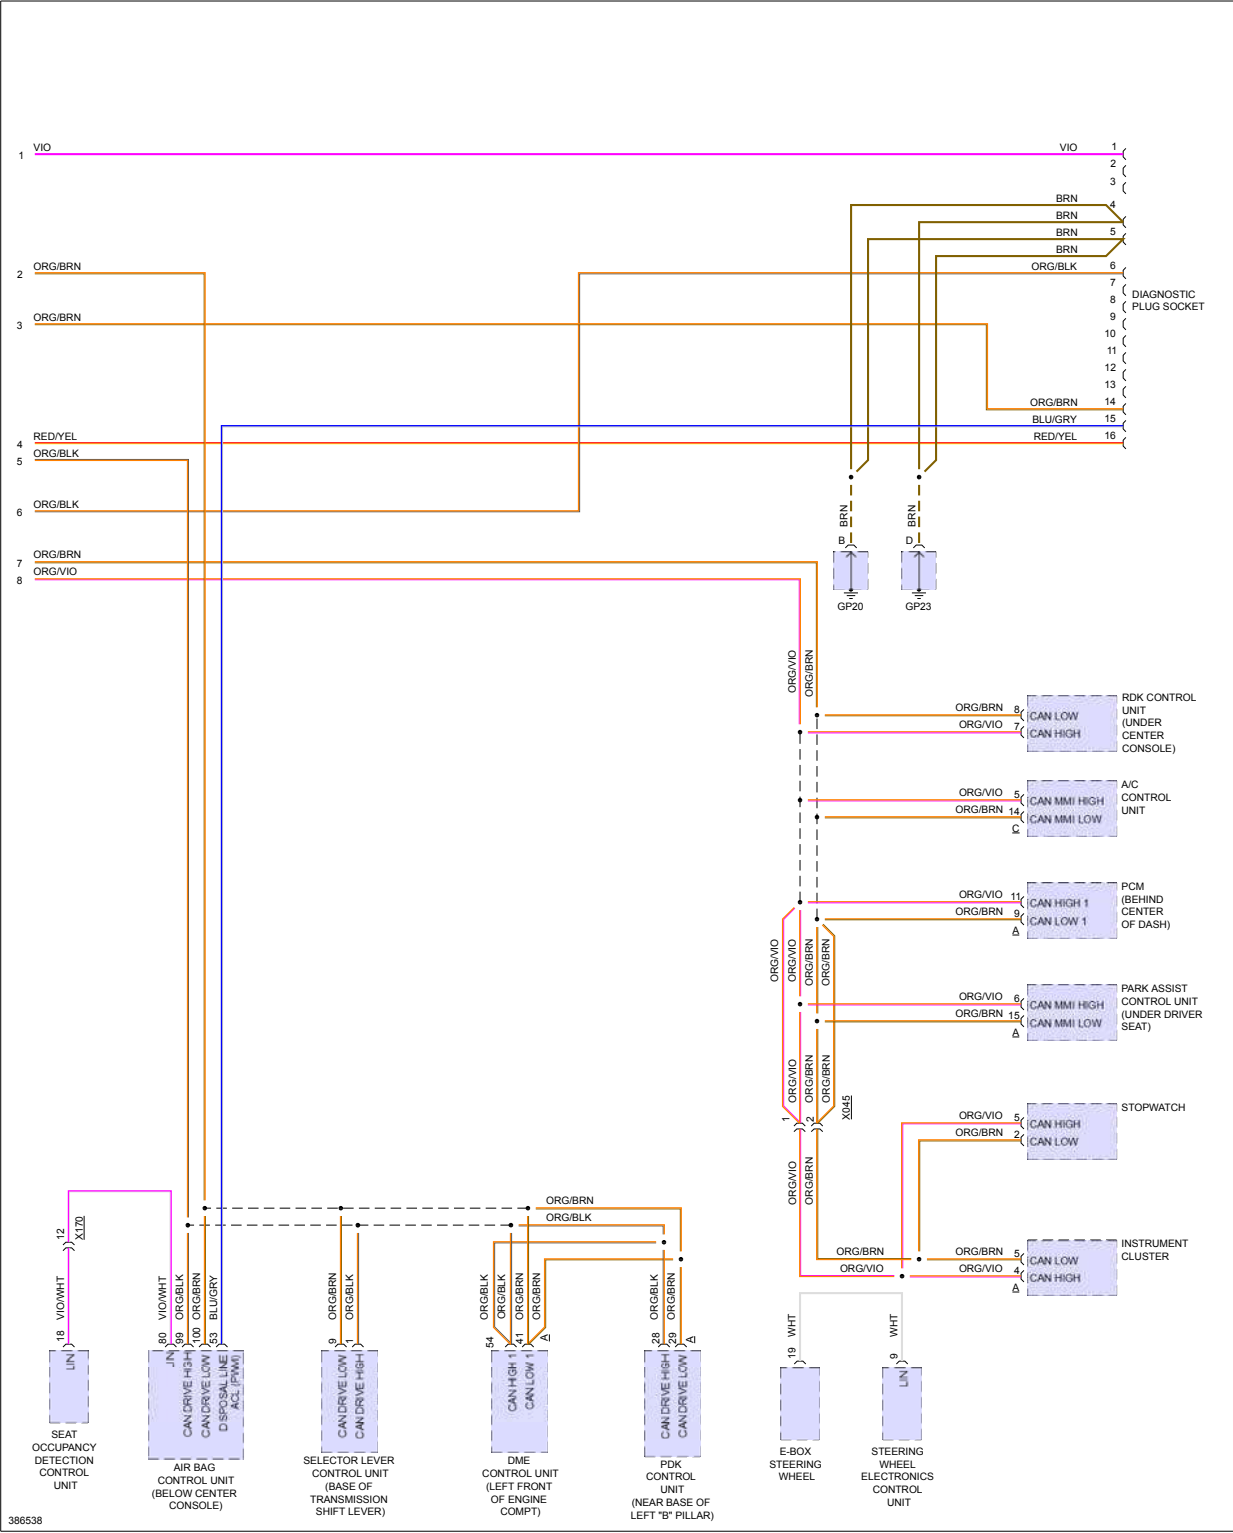 1 VIO VIO 1
2
3
BRN 4
BRN
BRN 5
BRN
2 ORG/BRN ORG/BLK 6
7
8
DIAGNOSTIC
PLUG SOCKET
3 ORG/BRN 9
10
11
12
13
ORG/BRN 14
BLU/GRY 15
4 RED/YEL RED/YEL 16
5 ORG/BLK
6 ORG/BLK
BRN BRN
B D
7 ORG/BRN
8 ORG/VIO
GP20 GP23
ORG/VIO ORG/BRN
ORG/BRN 8 CAN LOW
ORG/VIO 7 CAN HIGH
RDK CONTROL
UNIT
(UNDER
CENTER
CONSOLE)
ORG/VIO 5 CAN MMI HIGH
ORG/BRN 14 CAN MMI LOW
C
A/C
CONTROL
UNIT
ORG/VIO 11 CAN HIGH 1
ORG/BRN 9 CAN LOW 1
A
PCM
(BEHIND
CENTER
OF DASH)
ORG/VIO ORG/VIO ORG/BRN ORG/BRN
ORG/VIO 6 CAN MMI HIGH
ORG/BRN 15 CAN MMI LOW
A
PARK ASSIST
CONTROL UNIT
(UNDER DRIVER
SEAT)
ORG/VIO ORG/BRN ORG/BRN
1 2 X045
ORG/VIO 5 CAN HIGH
ORG/BRN 2 CAN LOW
STOPWATCH
ORG/VIO ORG/BRN
ORG/BRN
ORG/BLK
12 X170
ORG/BRN ORG/BRN 5 CAN LOW
ORG/VIO ORG/VIO 4 CAN HIGH
A
INSTRUMENT
CLUSTER
VIO/WHT VIO/WHT ORG/BLK ORG/BRN BLU/GRY ORG/BRN ORG/BLK ORG/BLK ORG/BLK ORG/BRN ORG/BRN ORG/BLK ORG/BRN WHT WHT
18 80 99 100 53 9 1 54 41 A 28 29 A 19 9
LIN
LIN
CAN DRIVE HIGH
CAN DRIVE LOW
DISPOSAL LINE
ACL (PWM)
CAN DRIVE LOW
CAN DRIVE HIGH
CAN HIGH 1
CAN LOW 1
CAN DRIVE HIGH
CAN DRIVE LOW
LIN
SEAT
OCCUPANCY
DETECTION
CONTROL
UNIT
AIR BAG
CONTROL UNIT
(BELOW CENTER
CONSOLE)
SELECTOR LEVER
CONTROL UNIT
(BASE OF
TRANSMISSION
SHIFT LEVER)
DME
CONTROL UNIT
(LEFT FRONT
OF ENGINE
COMPT)
PDK
CONTROL
UNIT
(NEAR BASE OF
LEFT "B" PILLAR)
E-BOX
STEERING
WHEEL
STEERING
WHEEL
ELECTRONICS
CONTROL
UNIT
386538